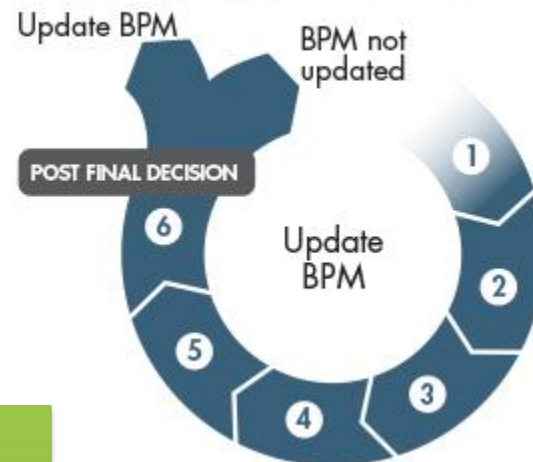 Update BPM
BPM not
updated
POST FINAL DECISION
1
2
3
4
5
6
Update
BPM